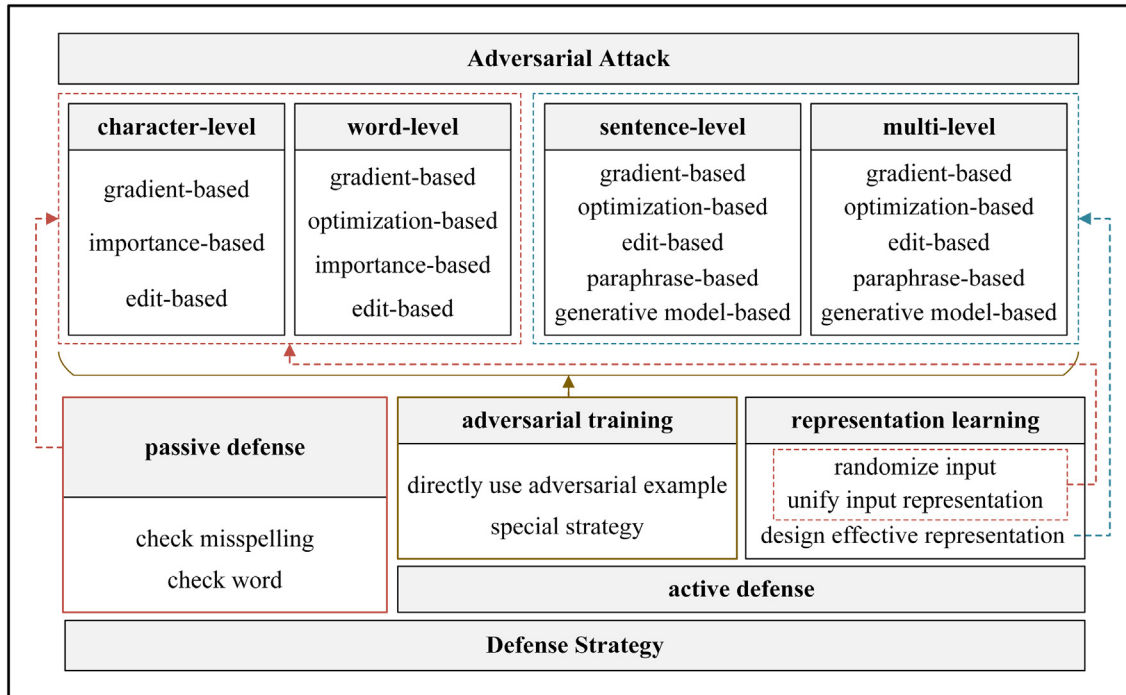 Adversarial Attack
character-level
gradient-based
importance-based
edit-based
word-level
gradient-based
optimization-based
importance-based
edit-based
sentence-level
gradient-based
optimization-based
edit-based
paraphrase-based
generative model-based
multi-level
gradient-based
optimization-based
edit-based
paraphrase-based
generative model-based
passive defense
check misspelling
check word
adversarial training
directly use adversarial example
special strategy
representation learning
randomize input
unify input representation
design effective representation
active defense
Defense Strategy